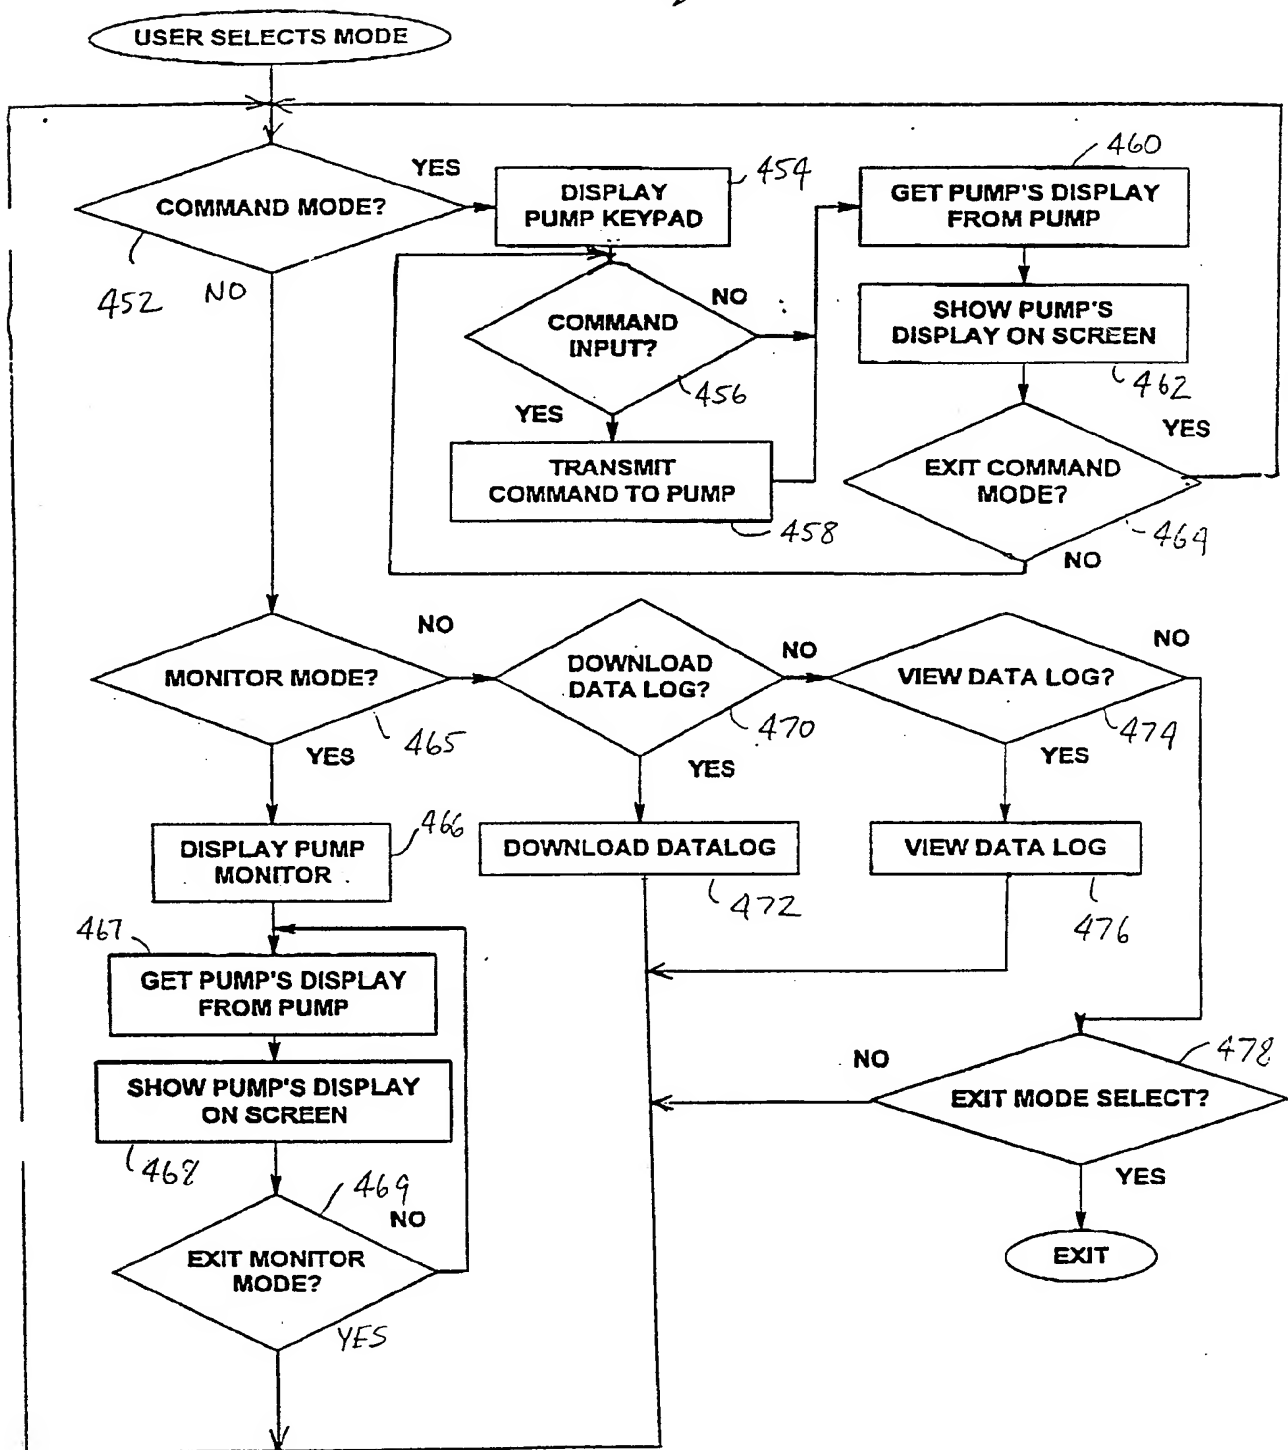 USER SELECTS MODE
COMMAND MODE?
YES
452
NO
DISPLAY
PUMP KEYPAD
454
COMMAND
INPUT?
NO
456
YES
TRANSMIT
COMMAND TO PUMP
458
460
GET PUMP'S DISPLAY
FROM PUMP
SHOW PUMP'S
DISPLAY ON SCREEN
462
EXIT COMMAND
MODE?
YES
464
NO
MONITOR MODE?
NO
465
YES
DOWNLOAD
DATA LOG?
NO
470
YES
VIEW DATA LOG?
NO
474
YES
DISPLAY PUMP
MONITOR
466
DOWNLOAD DATALOG
472
VIEW DATA LOG
476
467
GET PUMP'S DISPLAY
FROM PUMP
SHOW PUMP'S DISPLAY
ON SCREEN
468
469
NO
EXIT MONITOR
MODE?
YES
478
NO
EXIT MODE SELECT?
YES
EXIT